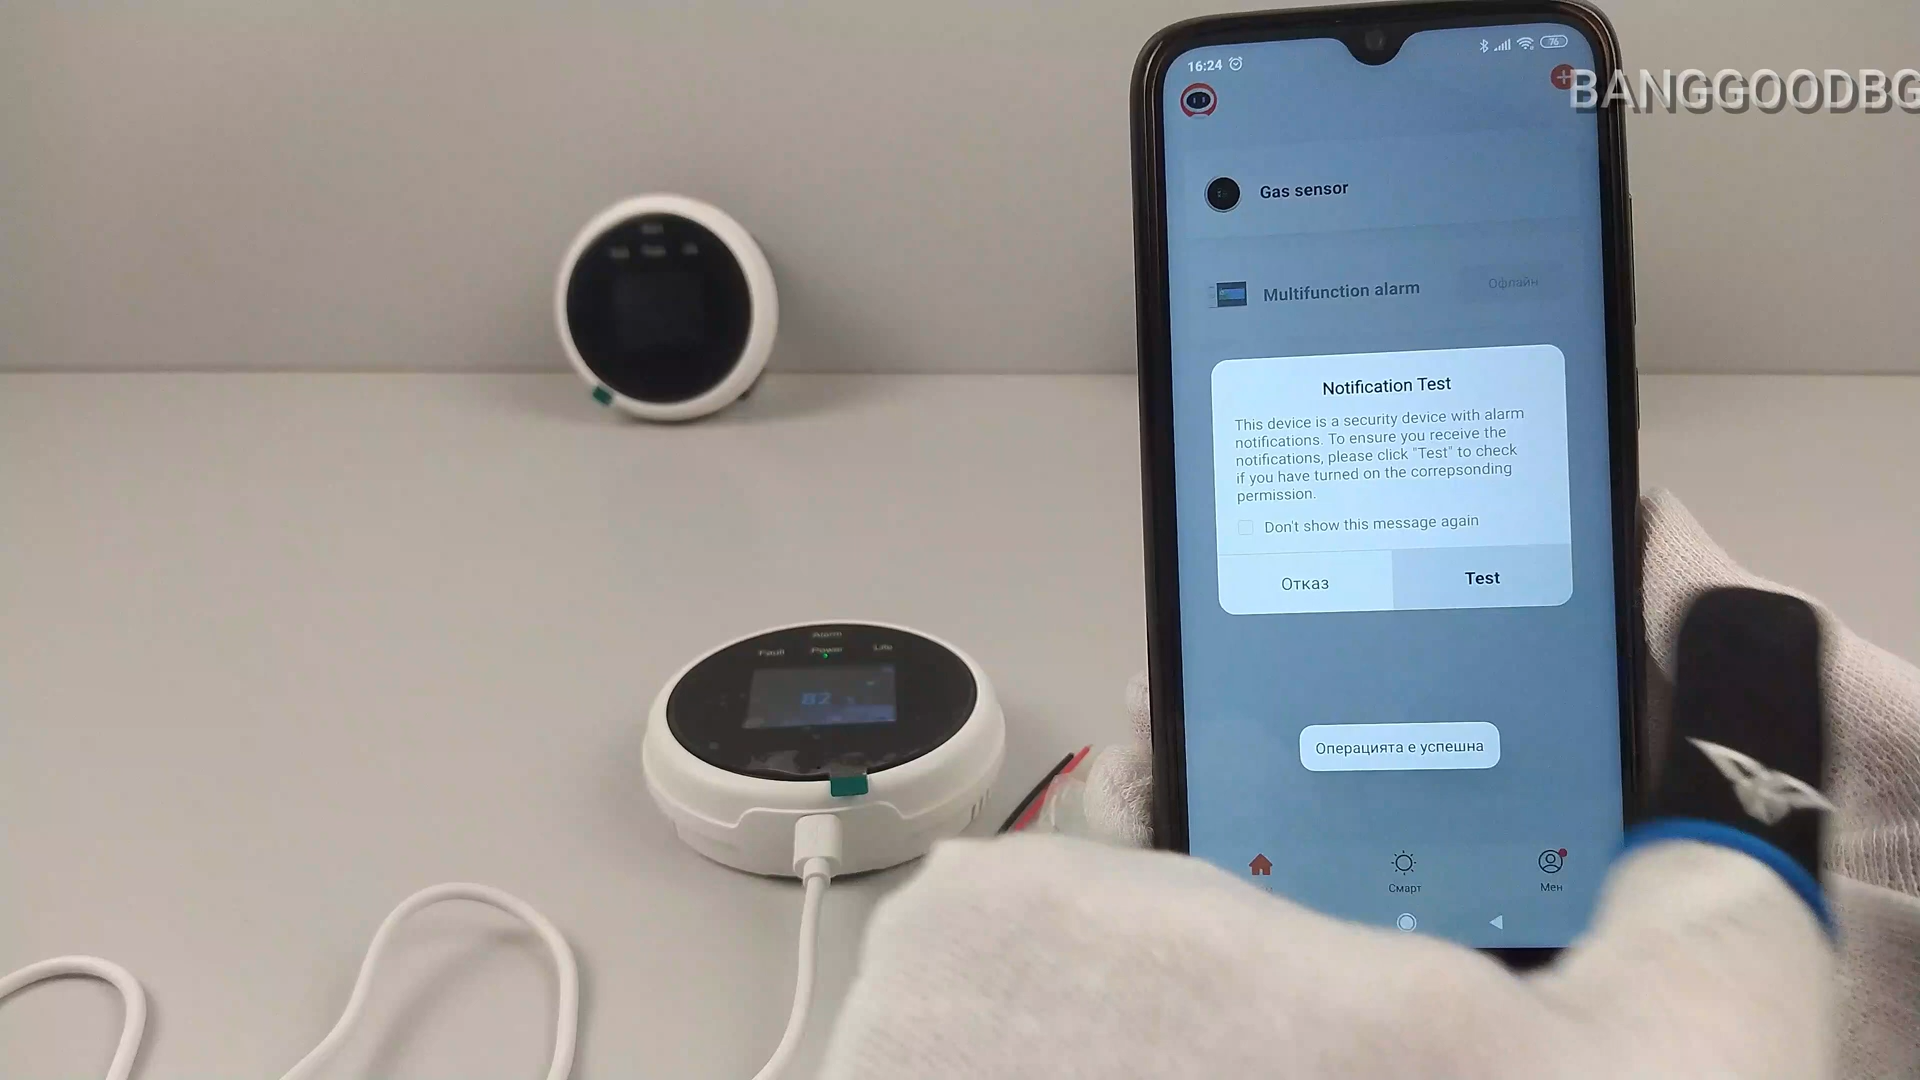 16:24
76
BANGGOODBG
Gas sensor
Multifunction alarm
Офлайн
Notification Test
This device is a security device with alarm
notifications. To ensure you receive the
notifications, please click "Test" to check
if you have turned on the correpsonding
permission.
Don't show this message again
Отказ
Test
Операцията е успешна
Смарт
Мен
Alarm
Fault
Power
Life
82